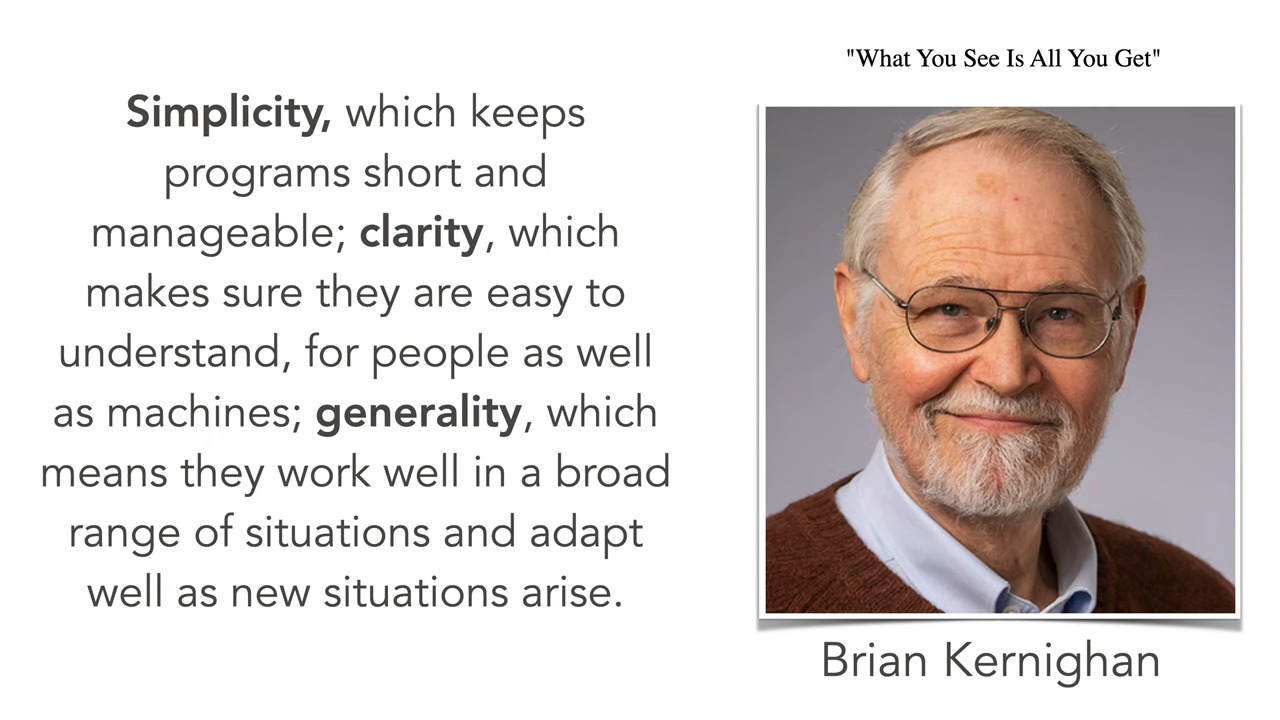 "What You See Is All You Get"
Simplicity, which keeps
programs short and
manageable; clarity, which
makes sure they are easy to
understand, for people as well
as machines; generality, which
means they work well in a broad
range of situations and adapt
well as new situations arise.
Brian Kernighan